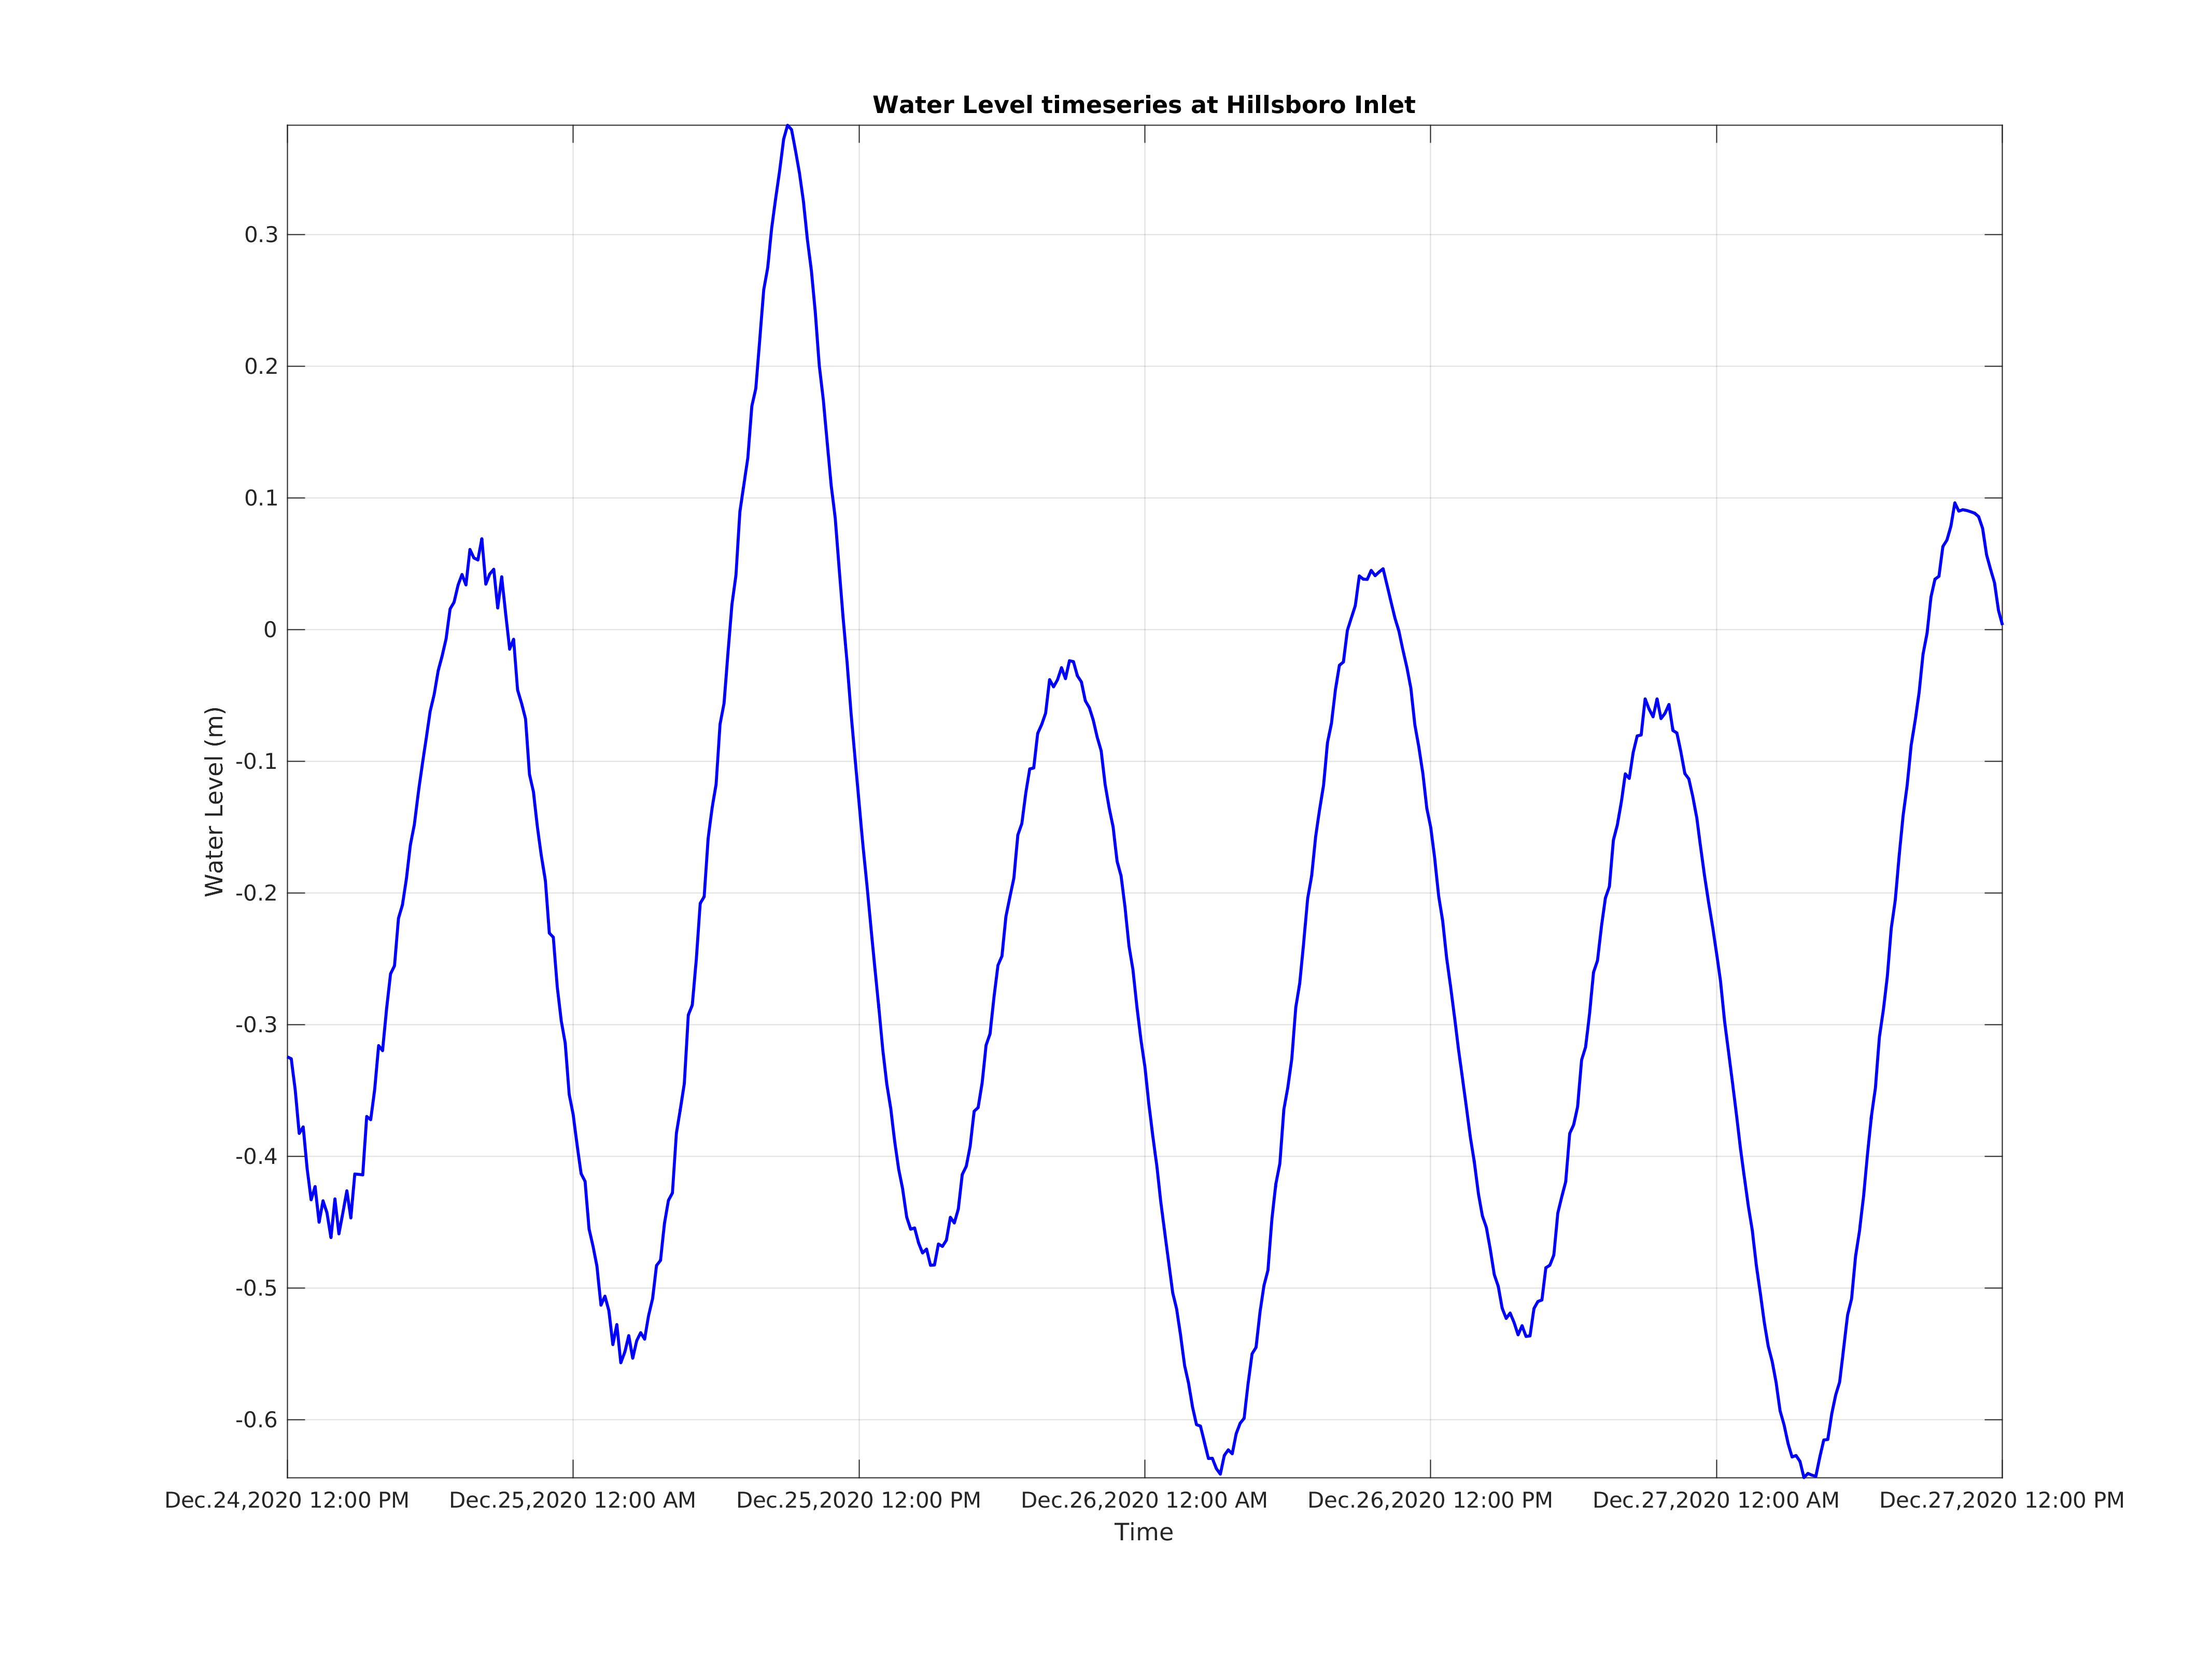 Water Level timeseries at Hillsboro Inlet
0.3
0.2
0.1
0
-0.1
-0.2
-0.3
-0.4
-0.5
-0.6
Water Level (m)
Dec.24,2020 12:00 PM
Dec.25,2020 12:00 AM
Dec.25,2020 12:00 PM
Dec.26,2020 12:00 AM
Dec.26,2020 12:00 PM
Dec.27,2020 12:00 AM
Dec.27,2020 12:00 PM
Time